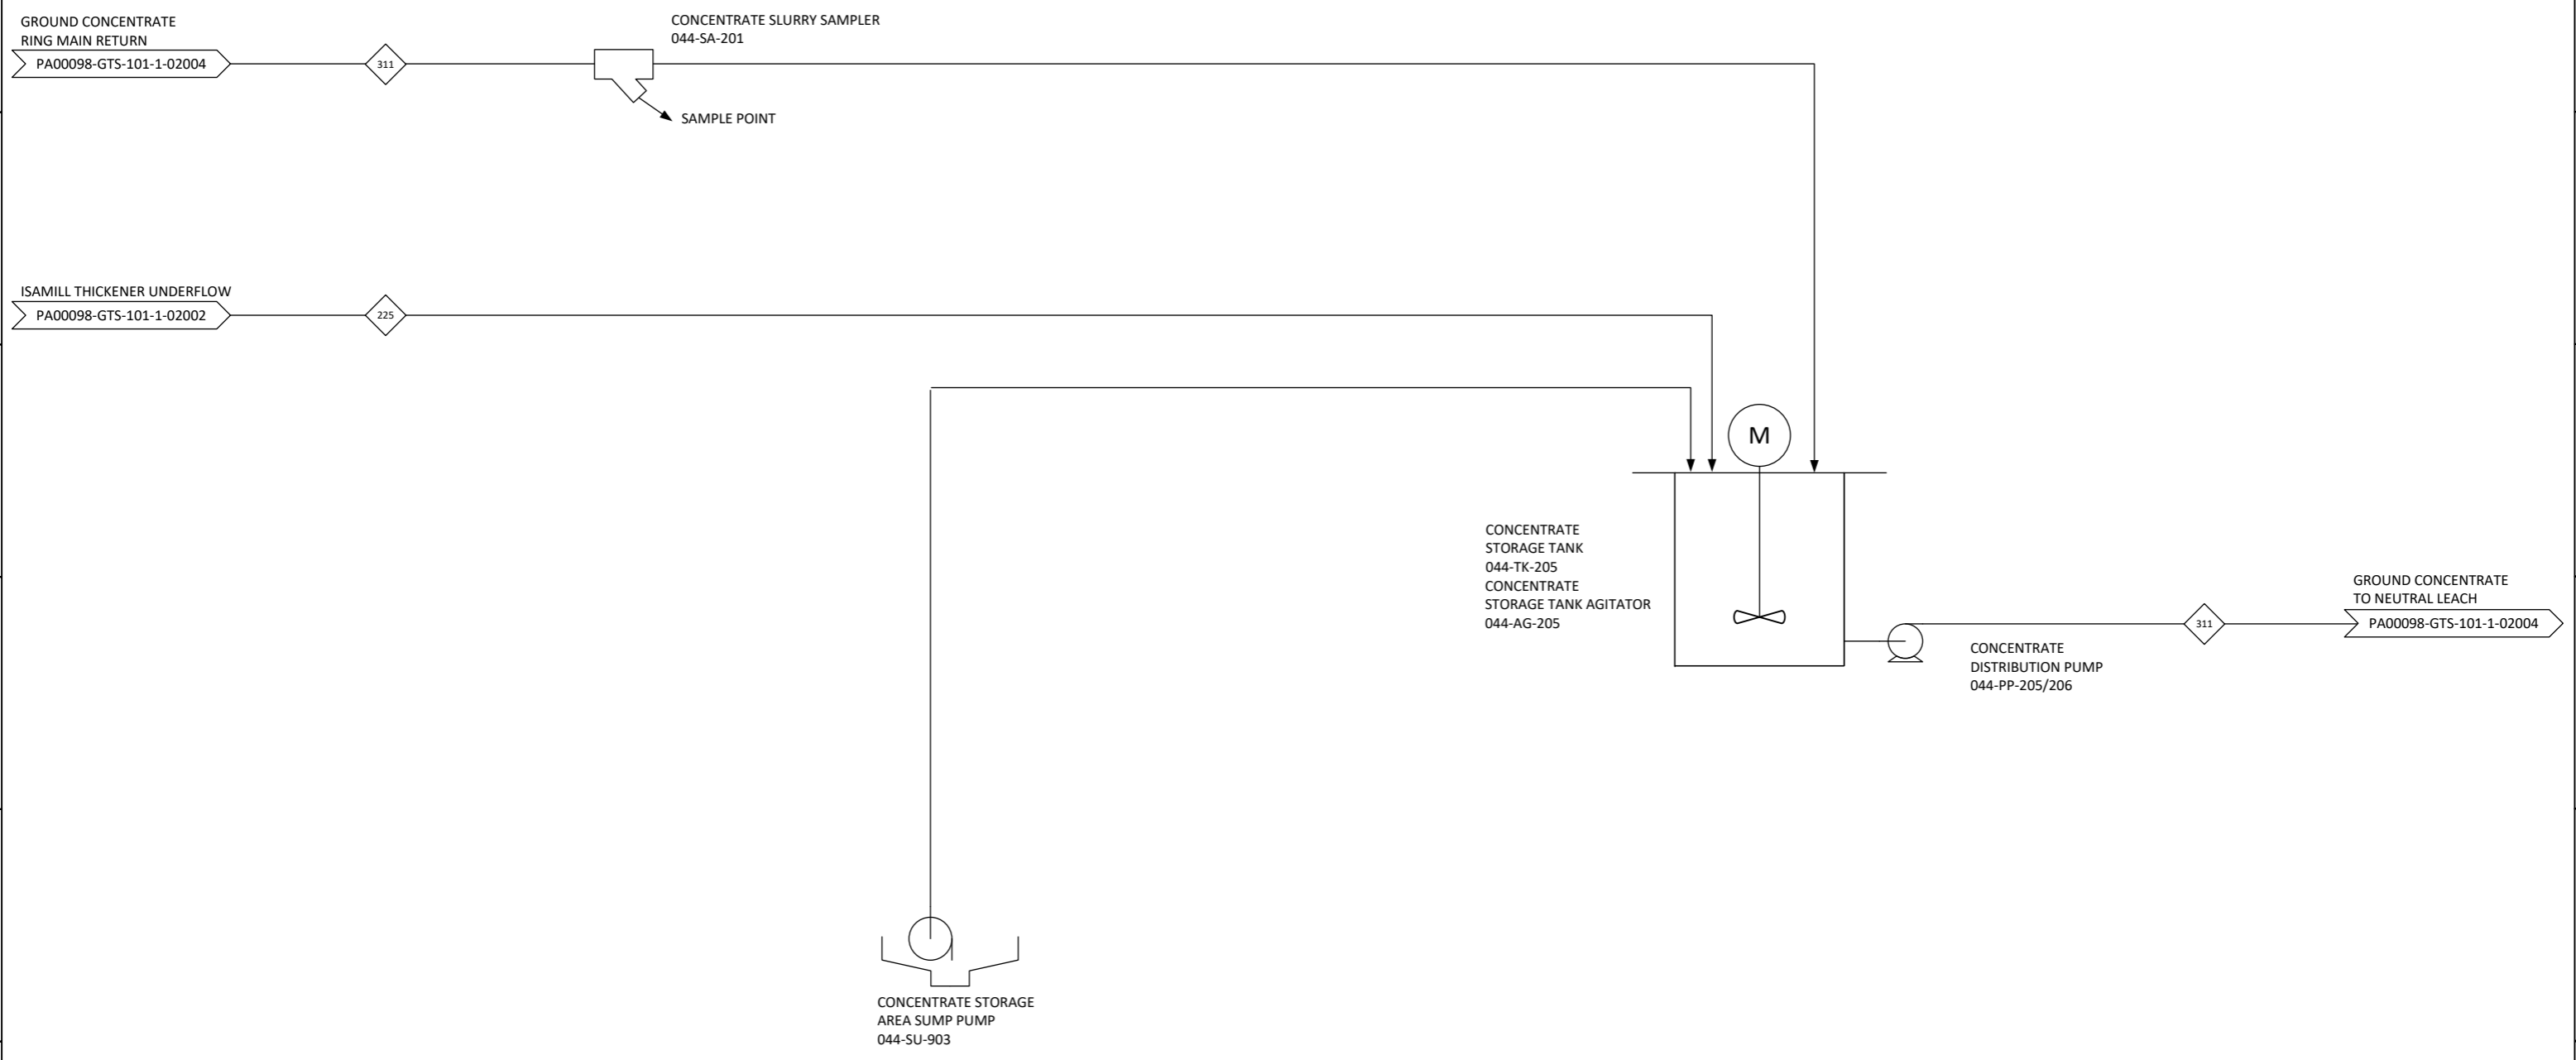 GROUND CONCENTRATE
RING MAIN RETURN
PA00098-GTS-101-1-02004
311
CONCENTRATE SLURRY SAMPLER
044-SA-201
SAMPLE POINT
ISAMILL THICKENER UNDERFLOW
PA00098-GTS-101-1-02002
225
M
CONCENTRATE
STORAGE TANK
044-TK-205
CONCENTRATE
STORAGE TANK AGITATOR
044-AG-205
CONCENTRATE
DISTRIBUTION PUMP
044-PP-205/206
311
GROUND CONCENTRATE
TO NEUTRAL LEACH
PA00098-GTS-101-1-02004
CONCENTRATE STORAGE
AREA SUMP PUMP
044-SU-903